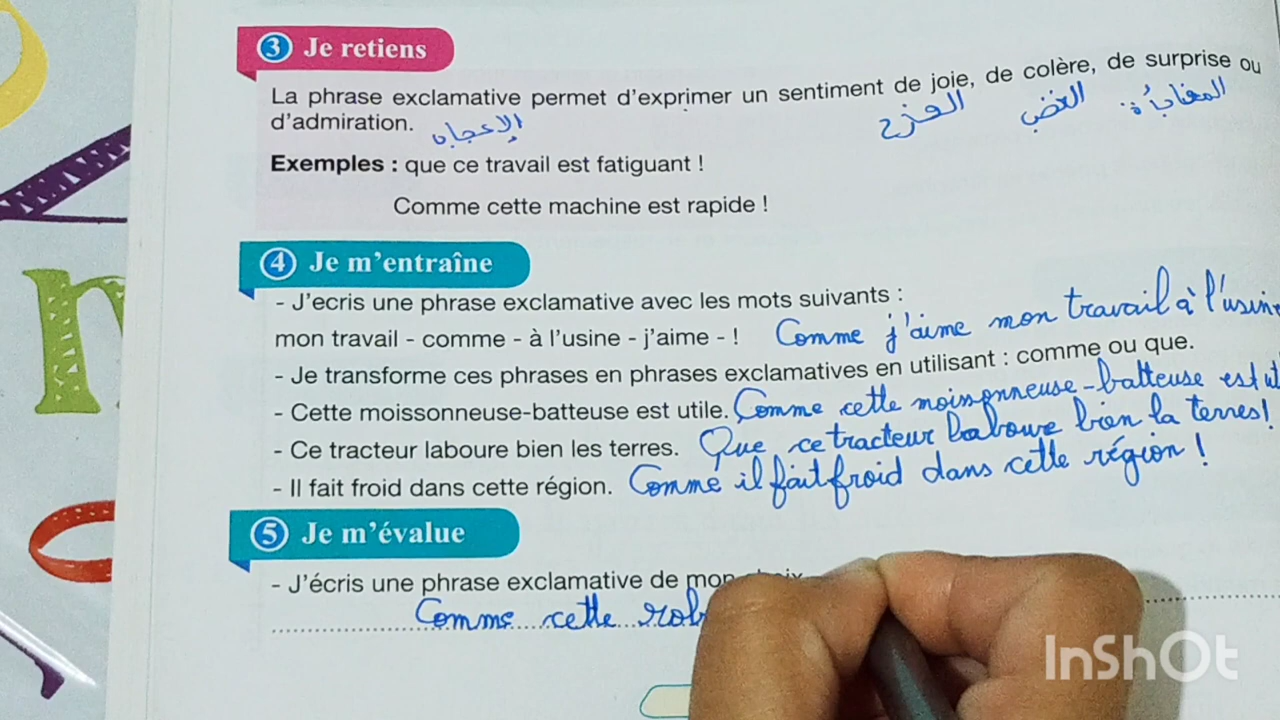 3 Je retiens
La phrase exclamative permet d'exprimer un sentiment de joie, de colère, de surprise ou
d'admiration.
الإعجاب
الفرح
الغضب
المفاجأة
Exemples : que ce travail est fatiguant !
Comme cette machine est rapide !
4 Je m'entraîne
- J'ecris une phrase exclamative avec les mots suivants :
mon travail - comme - à l'usine - j'aime - ! Comme j'aime mon travail à l'usine
- Je transforme ces phrases en phrases exclamatives en utilisant : comme ou que.
- Cette moissonneuse-batteuse est utile. Comme cette moissonneuse-batteuse est
- Ce tracteur laboure bien les terres. Que ce tracteur laboure bien la terres!
- Il fait froid dans cette région. Comme il fait froid dans cette région !
5 Je m'évalue
- J'écris une phrase exclamative de mon choix
Comme cette rob
InShOt